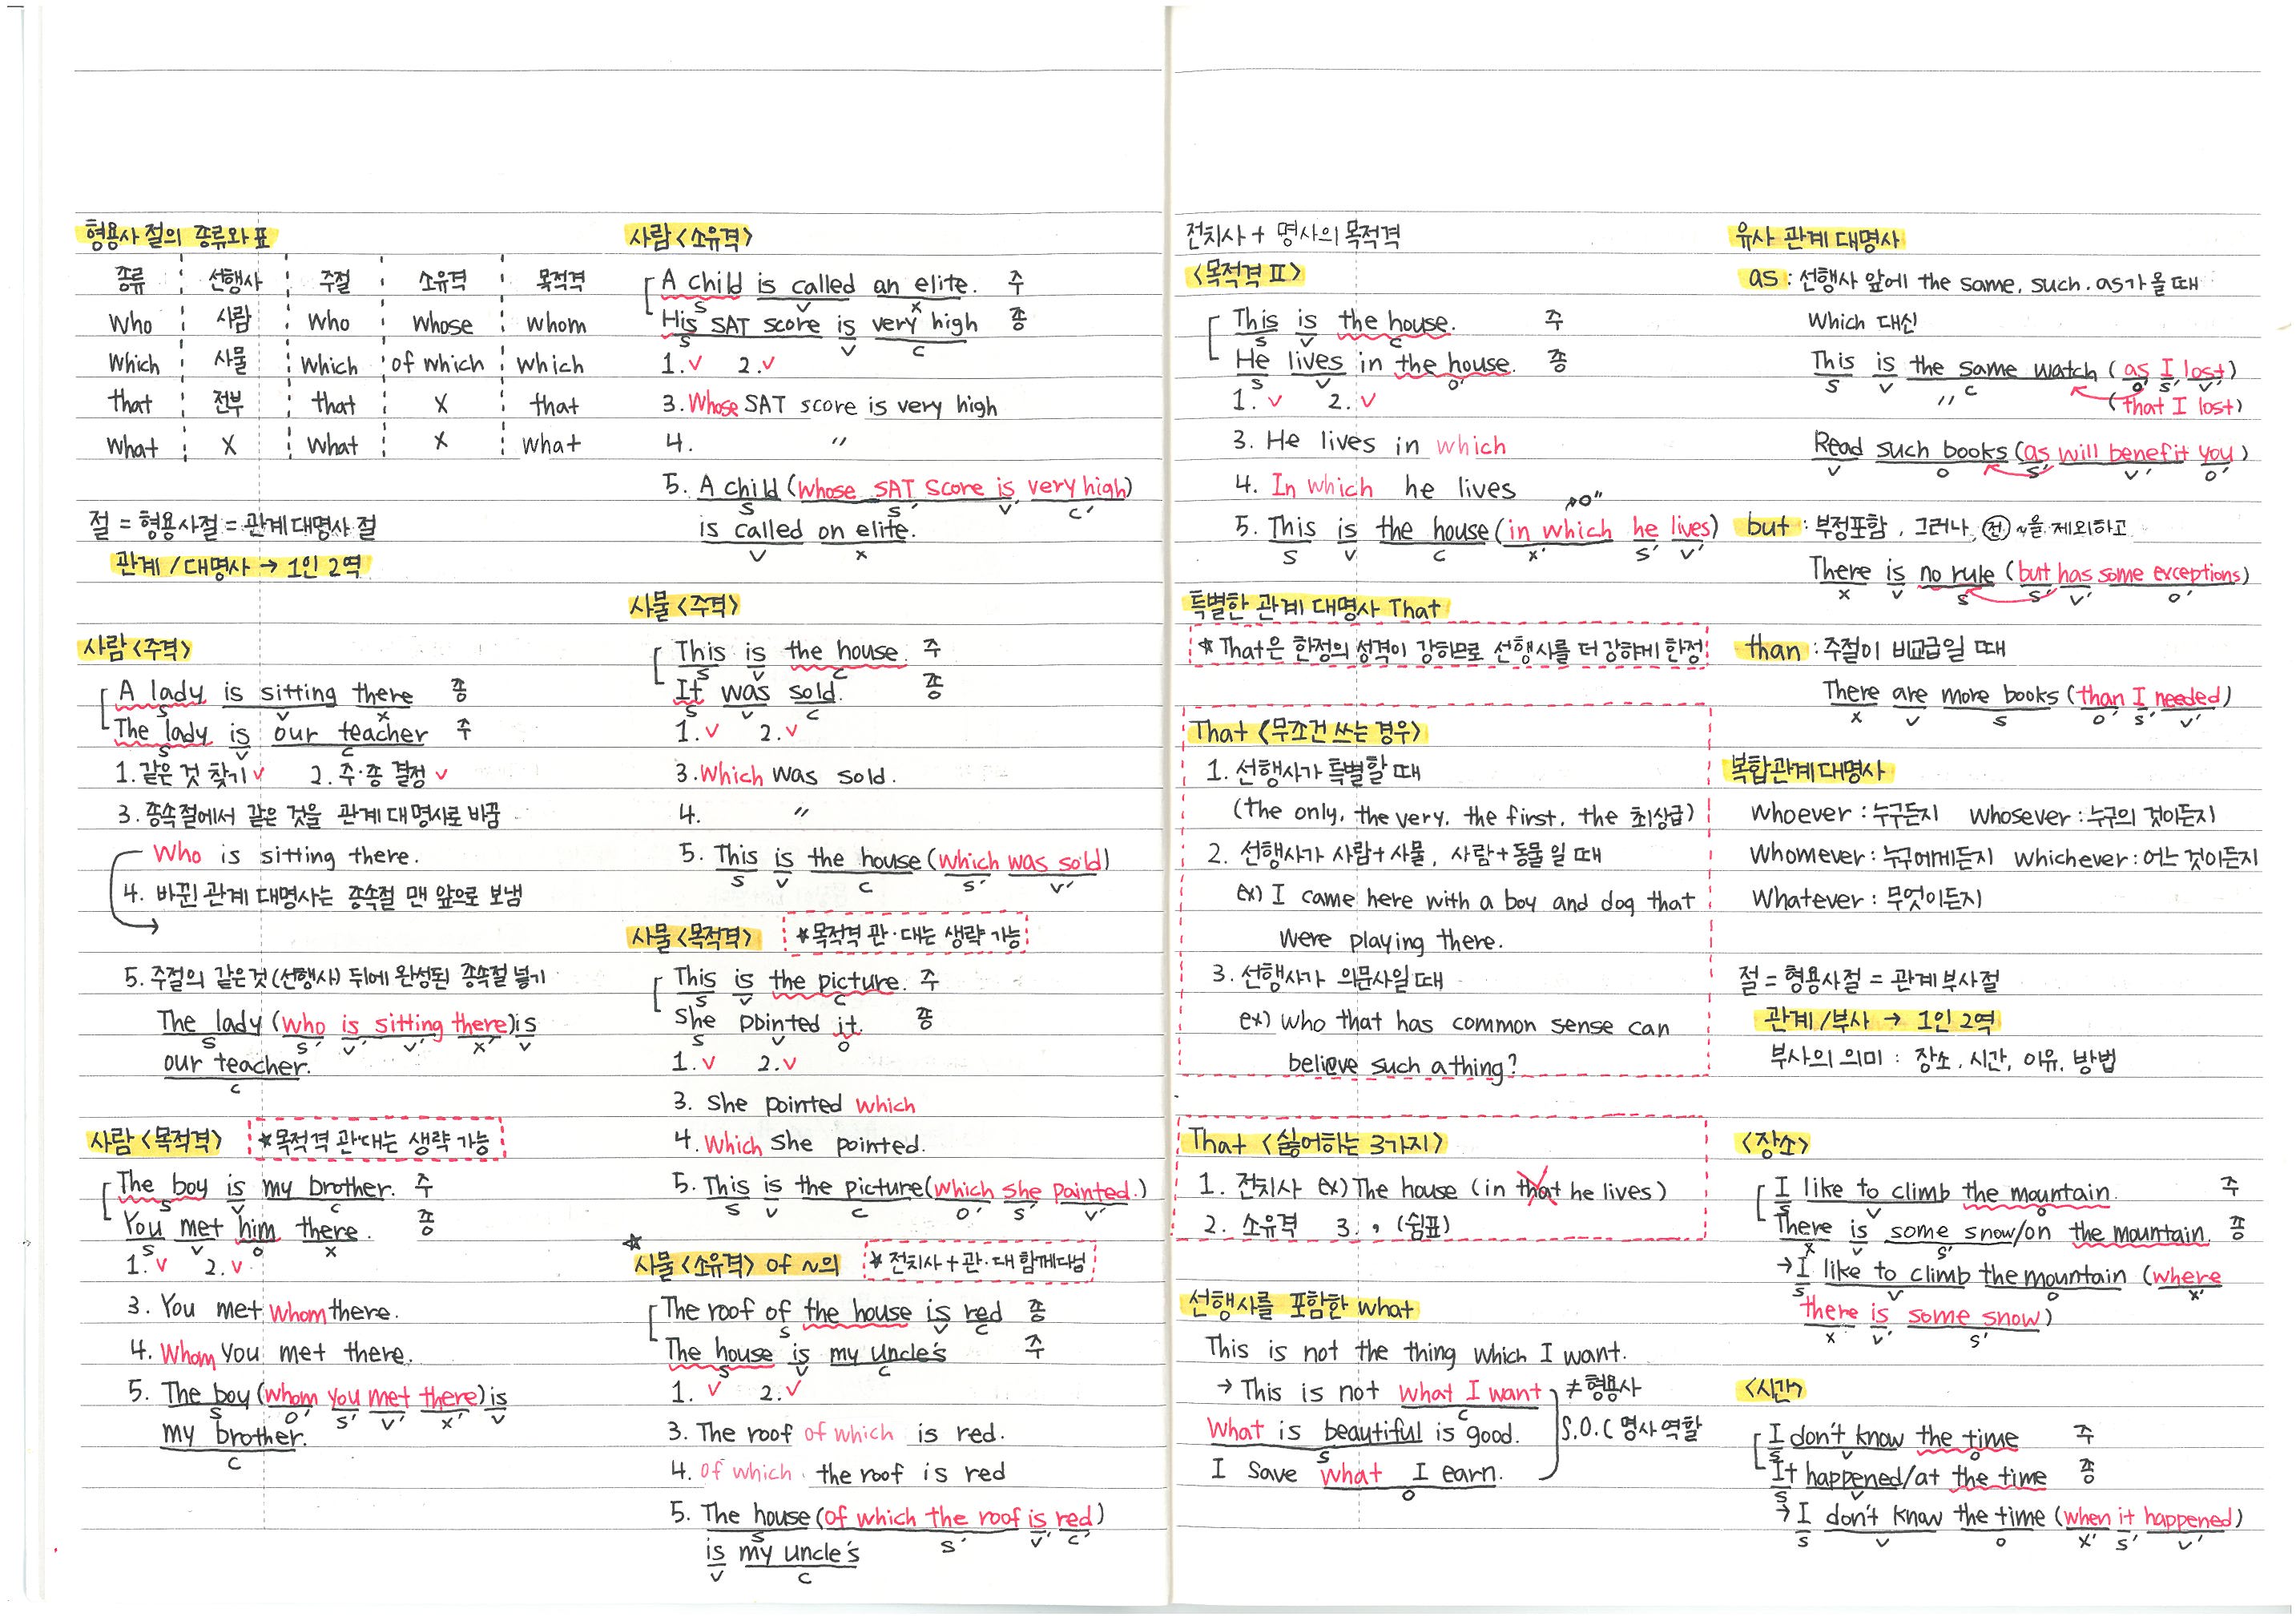 형용사 절의 종류와 표
종류 선행사 주절 소유격 목적격
Who 사람 Who Whose whom
Which 사물 which of which which
that 전부 that X that
What X What X what
절 = 형용사절 = 관계 대명사 절
관계 / 대명사 → 1인 2역
사람 <주격>
A lady is sitting there 종
S V X
The lady is our teacher 주
S V C
1. 같은 것 찾기 v 2. 주·종 결정 v
3. 종속절에서 같은 것을 관계 대명사로 바꿈
Who is sitting there.
4. 바뀐 관계 대명사는 종속절 맨 앞으로 보냄
5. 주절의 같은것(선행사) 뒤에 완성된 종속절 넣기
The lady (who is sitting there) is
S S' V' V' X' V
our teacher.
C
사람 <목적격> *목적격 관·대는 생략 가능
The boy is my brother. 주
S V C
You met him there. 종
S V O X
1. v 2. v
3. You met whom there.
4. Whom you met there.
5. The boy (whom you met there) is
S O' S' V' X' V
my brother.
C
사람 <소유격>
A child is called an elite. 주
S V X
His SAT score is very high 종
S V C
1. v 2. v
3. Whose SAT score is very high
4. 〃
5. A child (whose SAT score is very high)
S S' V' C'
is called on elite.
V X
사물 <주격>
This is the house. 주
S V C
It was sold. 종
S V C
1. v 2. v
3. Which was sold.
4. 〃
5. This is the house (which was sold)
S V C S' V'
사물 <목적격> *목적격 관·대는 생략 가능
This is the picture. 주
S V C
She pointed it. 종
S V O
1. v 2. v
3. She pointed which
4. Which she pointed.
5. This is the picture (which she pointed.)
S V C O' S' V'
☆
사물 <소유격> of ~의 *전치사+관·대 함께다님
The roof of the house is red 종
S V C
The house is my uncle's 주
S V C
1. v 2. v
3. The roof of which is red.
4. Of which the roof is red
5. The house (of which the roof is red)
S S' V' C'
is my uncle's
V C
전치사 + 명사의 목적격
<목적격 II>
This is the house. 주
S V C
He lives in the house. 종
S V O'
1. v 2. v
3. He lives in which
4. In which he lives
O"
5. This is the house (in which he lives)
S V C X' S' V'
특별한 관계 대명사 That
*That은 한정의 성격이 강하므로 선행사를 더 강하게 한정
That <무조건 쓰는 경우>
1. 선행사가 특별할 때
(the only, the very, the first, the 최상급)
2. 선행사가 사람+사물, 사람+동물 일 때
ex) I came here with a boy and dog that
were playing there.
3. 선행사가 의문사일때
ex) who that has common sense can
believe such a thing?
That <싫어하는 3가지>
1. 전치사 ex) The house (in that he lives)
2. 소유격 3. , (쉼표)
선행사를 포함한 what
This is not the thing which I want.
→ This is not what I want ≠ 형용사
C
What is beautiful is good. S.O.C 명사 역할
S
I save what I earn.
O
유사 관계 대명사
as : 선행사 앞에 the same, such, as가 올 때
Which 대신
This is the same watch (as I lost)
S V 〃 C O' S' V'
(that I lost)
Read such books (as will benefit you)
V O S' V' O'
but : 부정포함, 그러나, 전 ~을 제외하고
There is no rule (but has some exceptions)
X V S S' V' O'
than : 주절이 비교급일 때
There are more books (than I needed)
X V S O' S' V'
복합관계대명사
Whoever : 누구든지 Whosever : 누구의 것이든지
Whomever : 누구에게든지 Whichever : 어느 것이든지
Whatever : 무엇이든지
절 = 형용사절 = 관계 부사절
관계/부사 → 1인 2역
부사의 의미 : 장소, 시간, 이유, 방법
<장소>
I like to climb the mountain. 주
S V O
There is some snow/on the mountain. 종
X V S'
→ I like to climb the mountain (where
S V O X'
there is some snow)
X V' S'
<시간>
I don't know the time 주
S V O
It happened/at the time 종
S V
→ I don't know the time (when it happened)
S V O X' S' V'